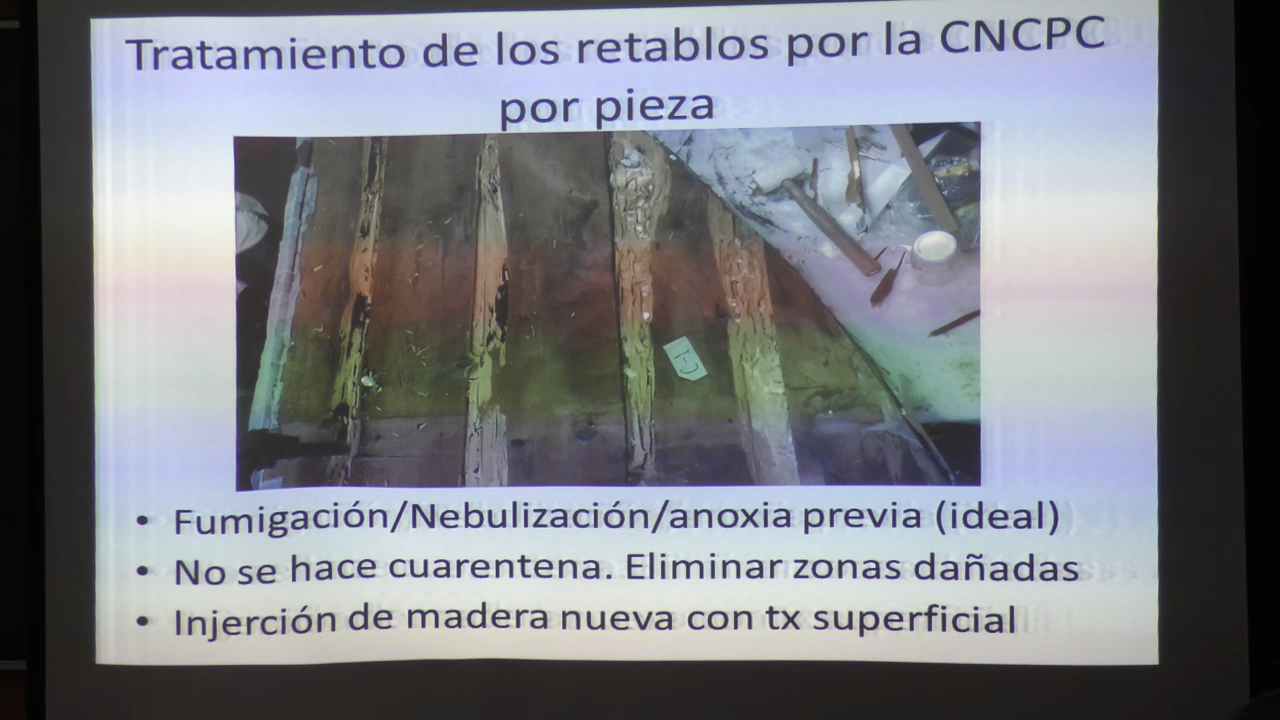 Tratamiento de los retablos por la CNCPC
por pieza
• Fumigación/Nebulización/anoxia previa (ideal)
• No se hace cuarentena. Eliminar zonas dañadas
• Injerción de madera nueva con tx superficial